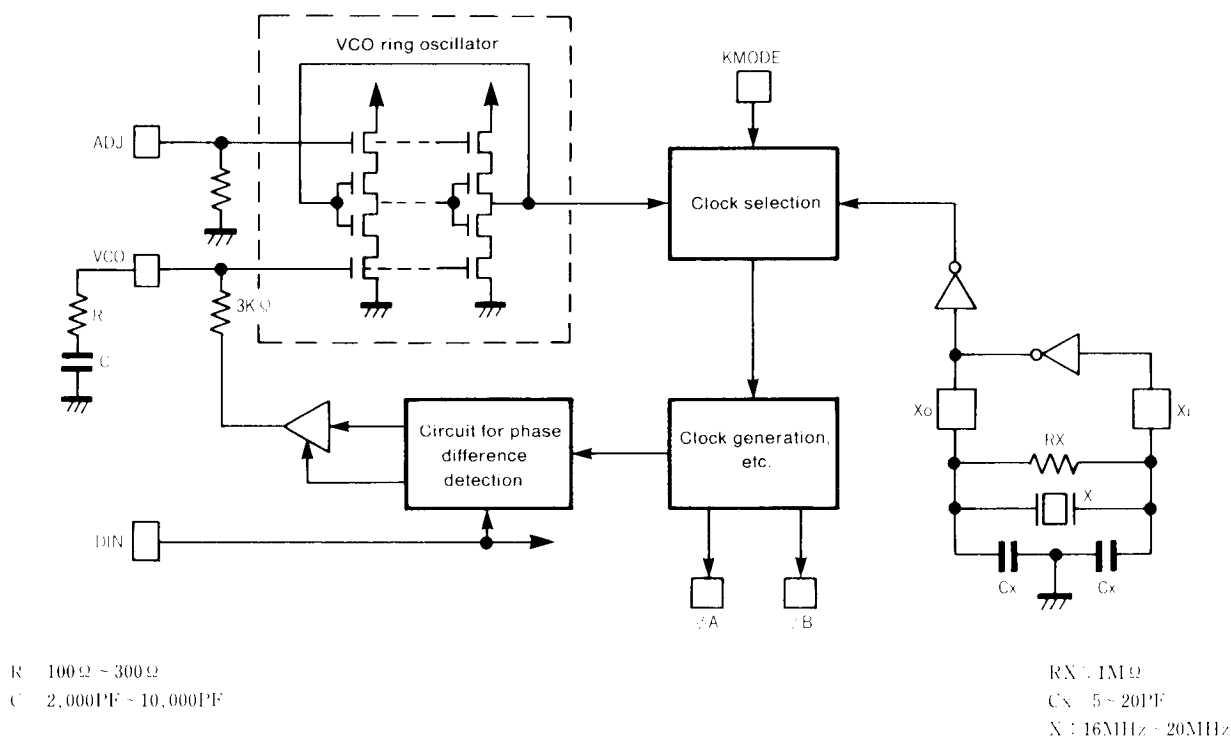 VCO ring oscillator
KMODE
ADJ
Clock selection
VCO
3KΩ
R
C
Xo
Xi
Circuit for phase
difference
detection
Clock generation,
etc.
RX
X
DIN
Cx
Cx
A
B
R 100Ω ~ 300Ω
C 2,000PF ~ 10,000PF
RX : 1MΩ
Cx 5 ~ 20PF
X : 16MHz ~ 20MHz